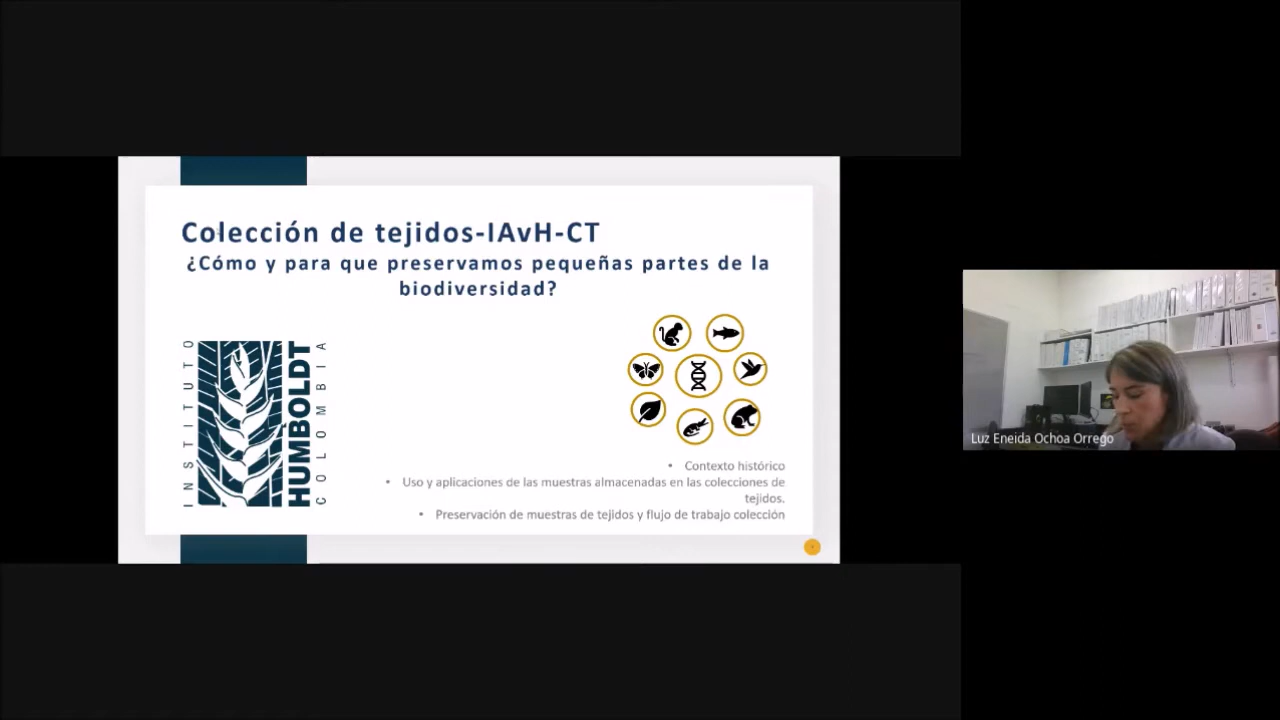 Colección de tejidos-IAvH-CT
¿Cómo y para que preservamos pequeñas partes de la
biodiversidad?
INSTITUTO
HUMBOLDT
COLOMBIA
• Contexto histórico
• Uso y aplicaciones de las muestras almacenadas en las colecciones de
tejidos.
• Preservación de muestras de tejidos y flujo de trabajo colección
Luz Eneida Ochoa Orrego